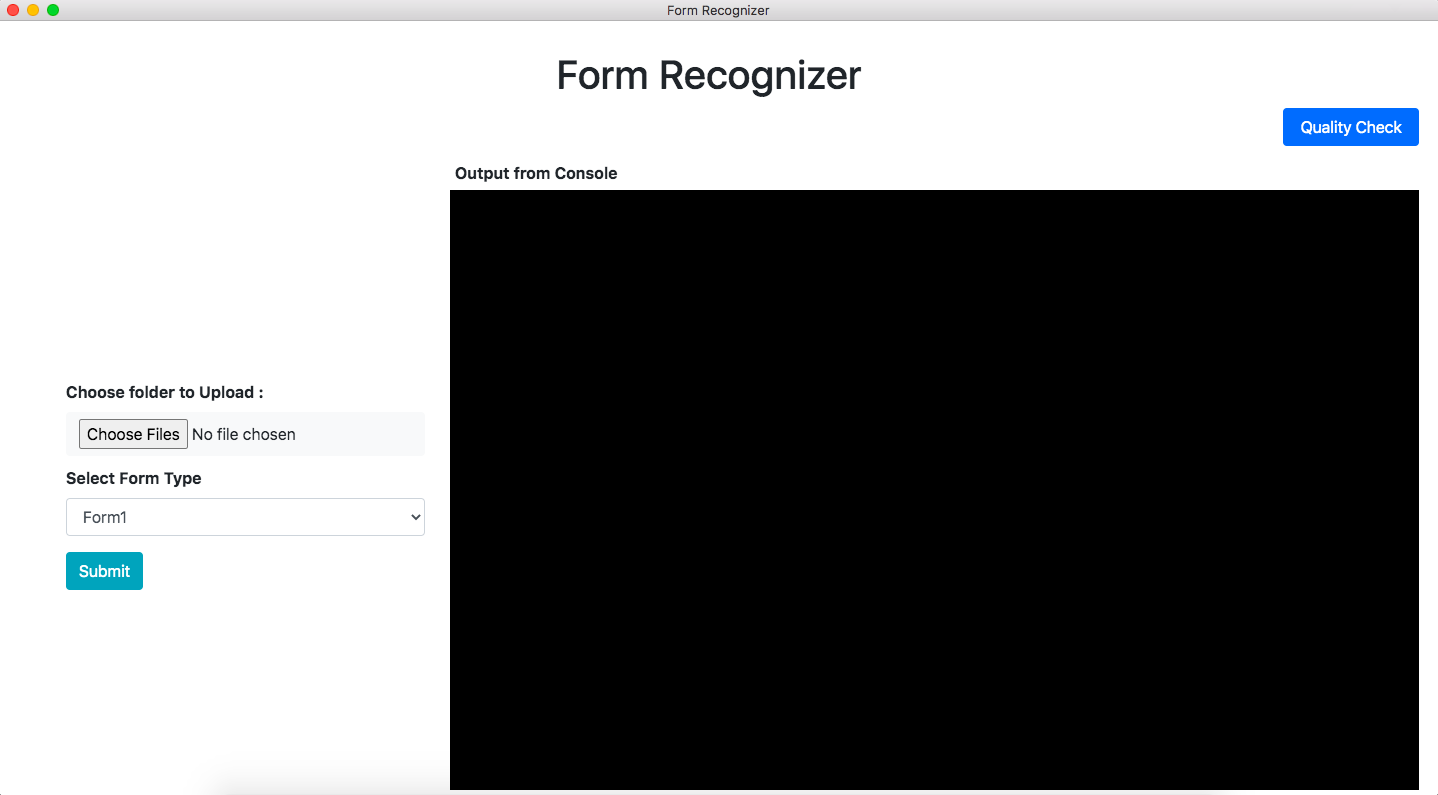 Form Recognizer
Form Recognizer
Quality Check
Output from Console
Choose folder to Upload :
Choose Files No file chosen
Select Form Type
Form1
Submit